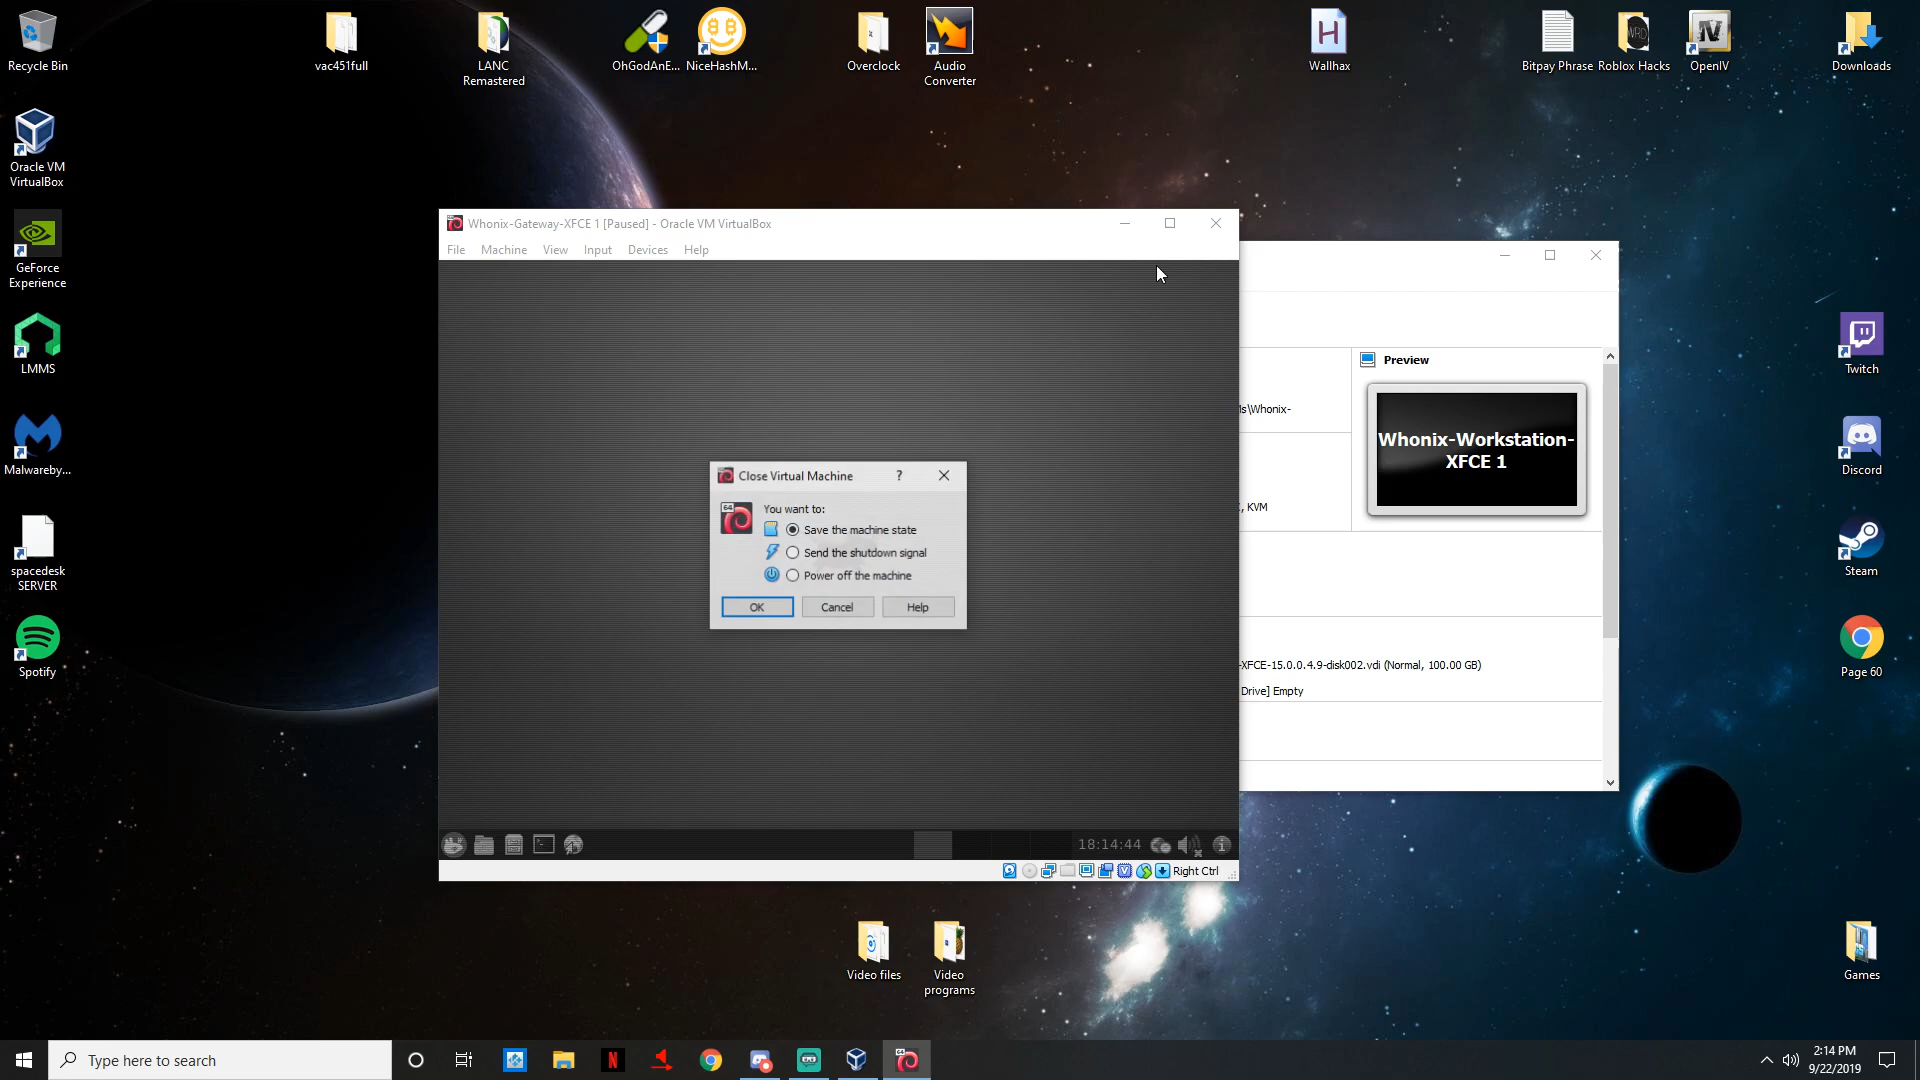 Recycle Bin
vac451full
LANC
Remastered
OhGodAnE...
NiceHashM...
Overclock
Audio
Converter
Wallhax
Bitpay Phrase
Roblox Hacks
OpenIV
Downloads
Oracle VM
VirtualBox
GeForce
Experience
LMMS
Malwareby...
spacedesk
SERVER
Spotify
Whonix-Gateway-XFCE 1 [Paused] - Oracle VM VirtualBox
File Machine View Input Devices Help
Close Virtual Machine
?
64
You want to:
Save the machine state
Send the shutdown signal
Power off the machine
OK Cancel Help
18:14:44
Right Ctrl
Preview
Whonix-Workstation-
XFCE 1
ls\Whonix-
, KVM
-XFCE-15.0.0.4.9-disk002.vdi (Normal, 100.00 GB)
Drive] Empty
Twitch
Discord
Steam
Page 60
Video files
Video
programs
Games
Type here to search
2:14 PM
9/22/2019